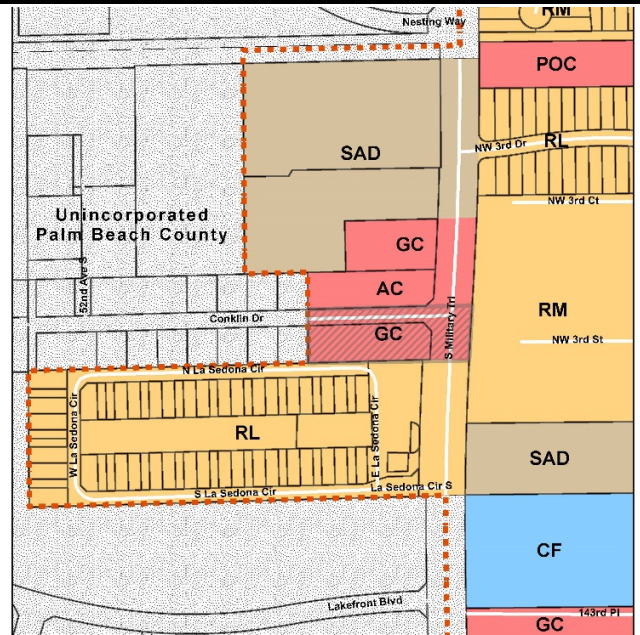 Nesting Way
RM
POC
SAD
NW 3rd Dr
RL
NW 3rd Ct
Unincorporated
Palm Beach County
GC
52nd Ave S
AC
S Military Trl
RM
Conklin Dr
GC
NW 3rd St
N La Sedona Cir
W La Sedona Cir
RL
E La Sedona Cir
SAD
La Sedona Cir S
S La Sedona Cir
CF
Lakefront Blvd
143rd Pl
GC